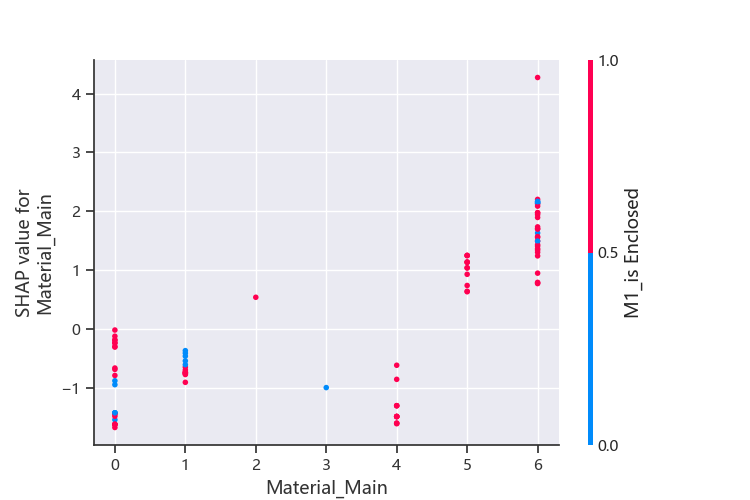 4
3
2
1
0
−1
SHAP value for
Material_Main
0 1 2 3 4 5 6
Material_Main
1.0
0.5
0.0
M1_is Enclosed